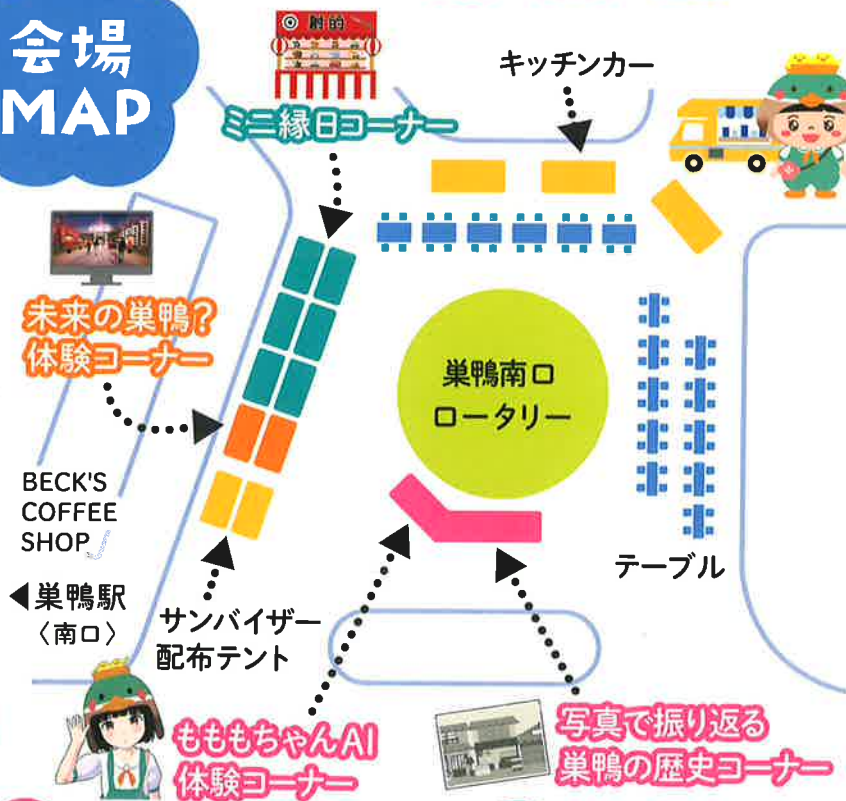 会場
MAP
射的
ミニ縁日コーナー
キッチンカー
未来の巣鴨?
体験コーナー
巣鴨南口
ロータリー
BECK'S
COFFEE
SHOP
◀巣鴨駅
〈南口〉
サンバイザー
配布テント
テーブル
もももちゃんAI
体験コーナー
写真で振り返る
巣鴨の歴史コーナー